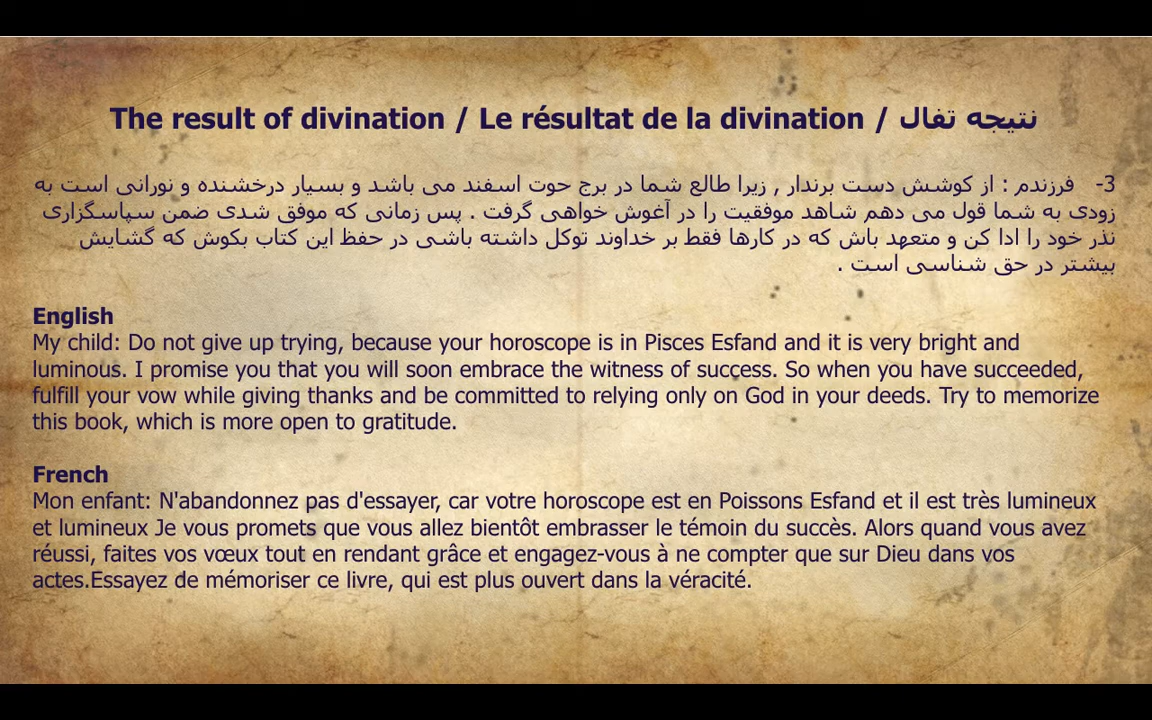 The result of divination / Le résultat de la divination / نتیجه تفال
3- فرزندم : از کوشش دست برندار , زیرا طالع شما در برج حوت اسفند می باشد و بسیار درخشنده و نورانی است به
زودی به شما قول می دهم شاهد موفقیت را در آغوش خواهی گرفت . پس زمانی که موفق شدی ضمن سپاسگزاری
نذر خود را ادا کن و متعهد باش که در کارها فقط بر خداوند توکل داشته باشی در حفظ این کتاب بکوش که گشایش
بیشتر در حق شناسی است .
English
My child: Do not give up trying, because your horoscope is in Pisces Esfand and it is very bright and
luminous. I promise you that you will soon embrace the witness of success. So when you have succeeded,
fulfill your vow while giving thanks and be committed to relying only on God in your deeds. Try to memorize
this book, which is more open to gratitude.
French
Mon enfant: N'abandonnez pas d'essayer, car votre horoscope est en Poissons Esfand et il est très lumineux
et lumineux Je vous promets que vous allez bientôt embrasser le témoin du succès. Alors quand vous avez
réussi, faites vos vœux tout en rendant grâce et engagez-vous à ne compter que sur Dieu dans vos
actes.Essayez de mémoriser ce livre, qui est plus ouvert dans la véracité.